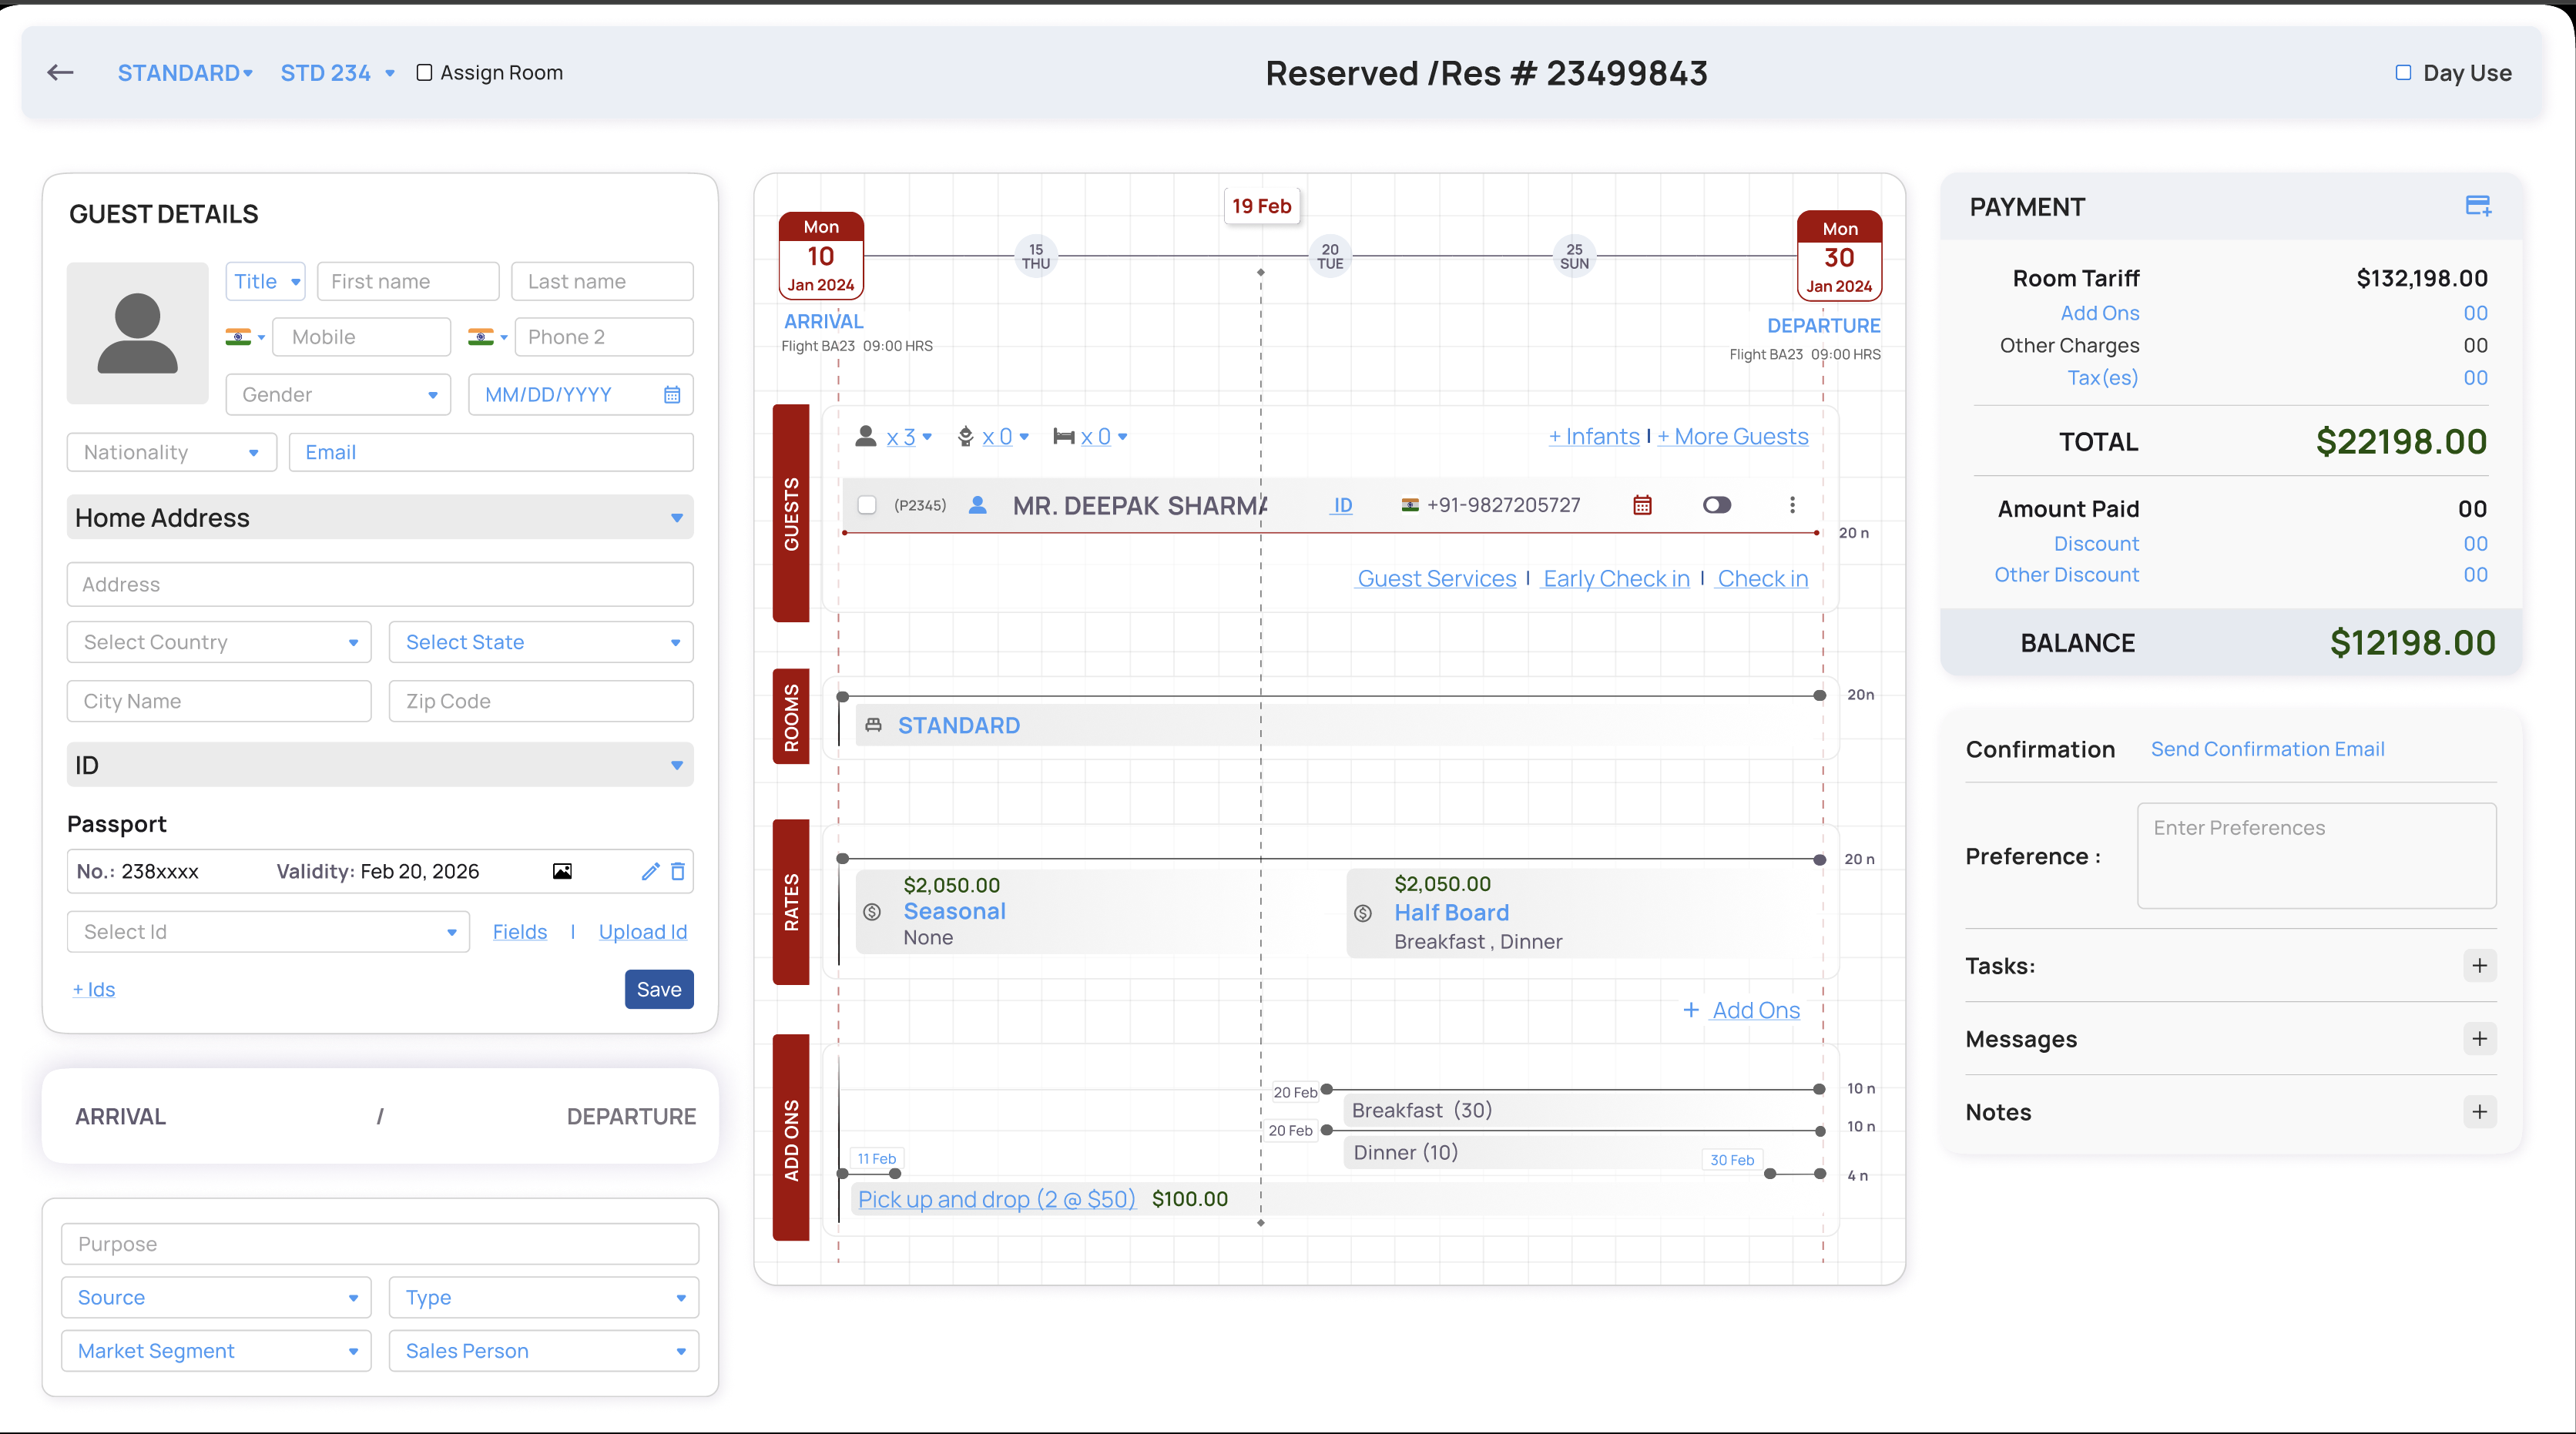 STANDARD STD 234 Assign Room Reserved /Res # 23499843 Day Use
GUEST DETAILS
Title First name Last name
Mobile Phone 2
Gender MM/DD/YYYY
Nationality Email
Home Address
Address
Select Country Select State
City Name Zip Code
ID
Passport
No.: 238xxxx Validity: Feb 20, 2026
Select Id Fields | Upload Id
+ Ids Save
ARRIVAL / DEPARTURE
Purpose
Source Type
Market Segment Sales Person
19 Feb
Mon
10
Jan 2024
15
THU
20
TUE
25
SUN
Mon
30
Jan 2024
ARRIVAL
Flight BA23 09:00 HRS
DEPARTURE
Flight BA23 09:00 HRS
GUESTS
x 3 x 0 x 0 + Infants | + More Guests
(P2345) MR. DEEPAK SHARMA ID +91-9827205727
20 n
Guest Services | Early Check in | Check in
ROOMS
20n
STANDARD
RATES
20 n
$2,050.00
Seasonal
None
$2,050.00
Half Board
Breakfast , Dinner
+ Add Ons
ADD ONS
20 Feb 10 n
Breakfast (30)
20 Feb 10 n
Dinner (10)
11 Feb 30 Feb
4 n
Pick up and drop (2 @ $50) $100.00
PAYMENT
Room Tariff $132,198.00
Add Ons 00
Other Charges 00
Tax(es) 00
TOTAL $22198.00
Amount Paid 00
Discount 00
Other Discount 00
BALANCE $12198.00
Confirmation Send Confirmation Email
Preference : Enter Preferences
Tasks: +
Messages +
Notes +